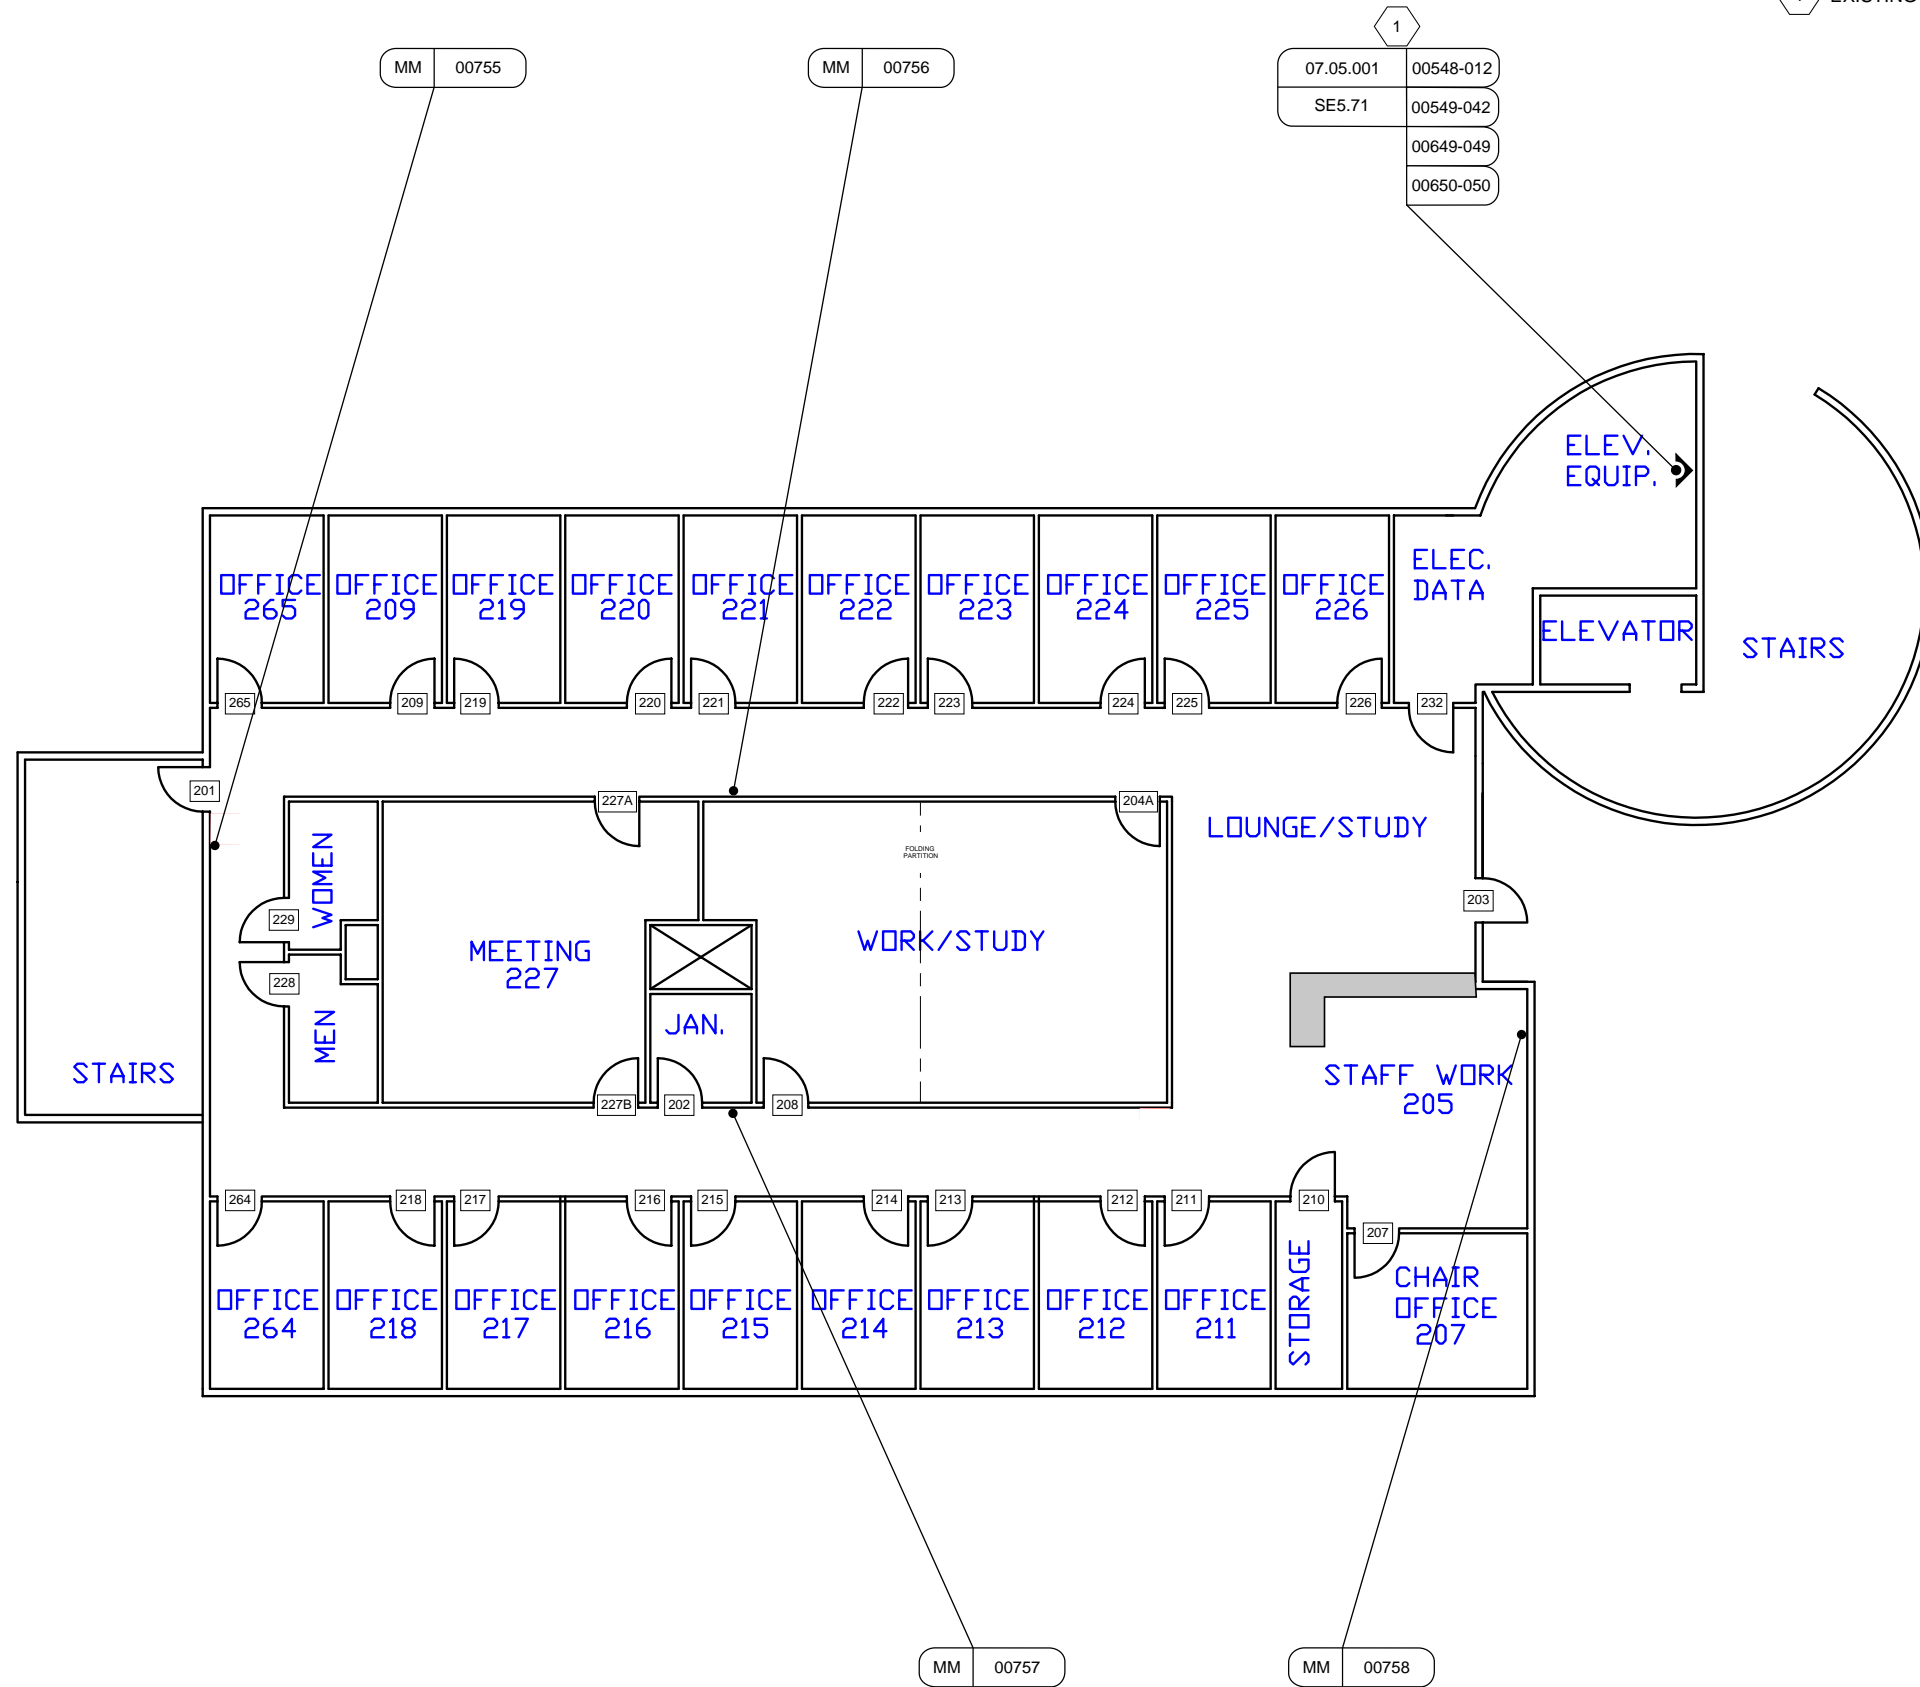 EXISTING
1
MM 00755
MM 00756
07.05.001 00548-012
SE5.71 00549-042
00649-049
00650-050
ELEV.
EQUIP.
ELEC.
DATA
ELEVATOR
STAIRS
OFFICE
265
OFFICE
209
OFFICE
219
OFFICE
220
OFFICE
221
OFFICE
222
OFFICE
223
OFFICE
224
OFFICE
225
OFFICE
226
265
209
219
220
221
222
223
224
225
226
232
201
227A
204A
LOUNGE/STUDY
FOLDING
PARTITION
WOMEN
229
203
MEETING
227
WORK/STUDY
228
MEN
JAN.
STAIRS
STAFF WORK
205
227B
202
208
264
218
217
216
215
214
213
212
211
210
207
OFFICE
264
OFFICE
218
OFFICE
217
OFFICE
216
OFFICE
215
OFFICE
214
OFFICE
213
OFFICE
212
OFFICE
211
STORAGE
CHAIR
OFFICE
207
MM 00757
MM 00758